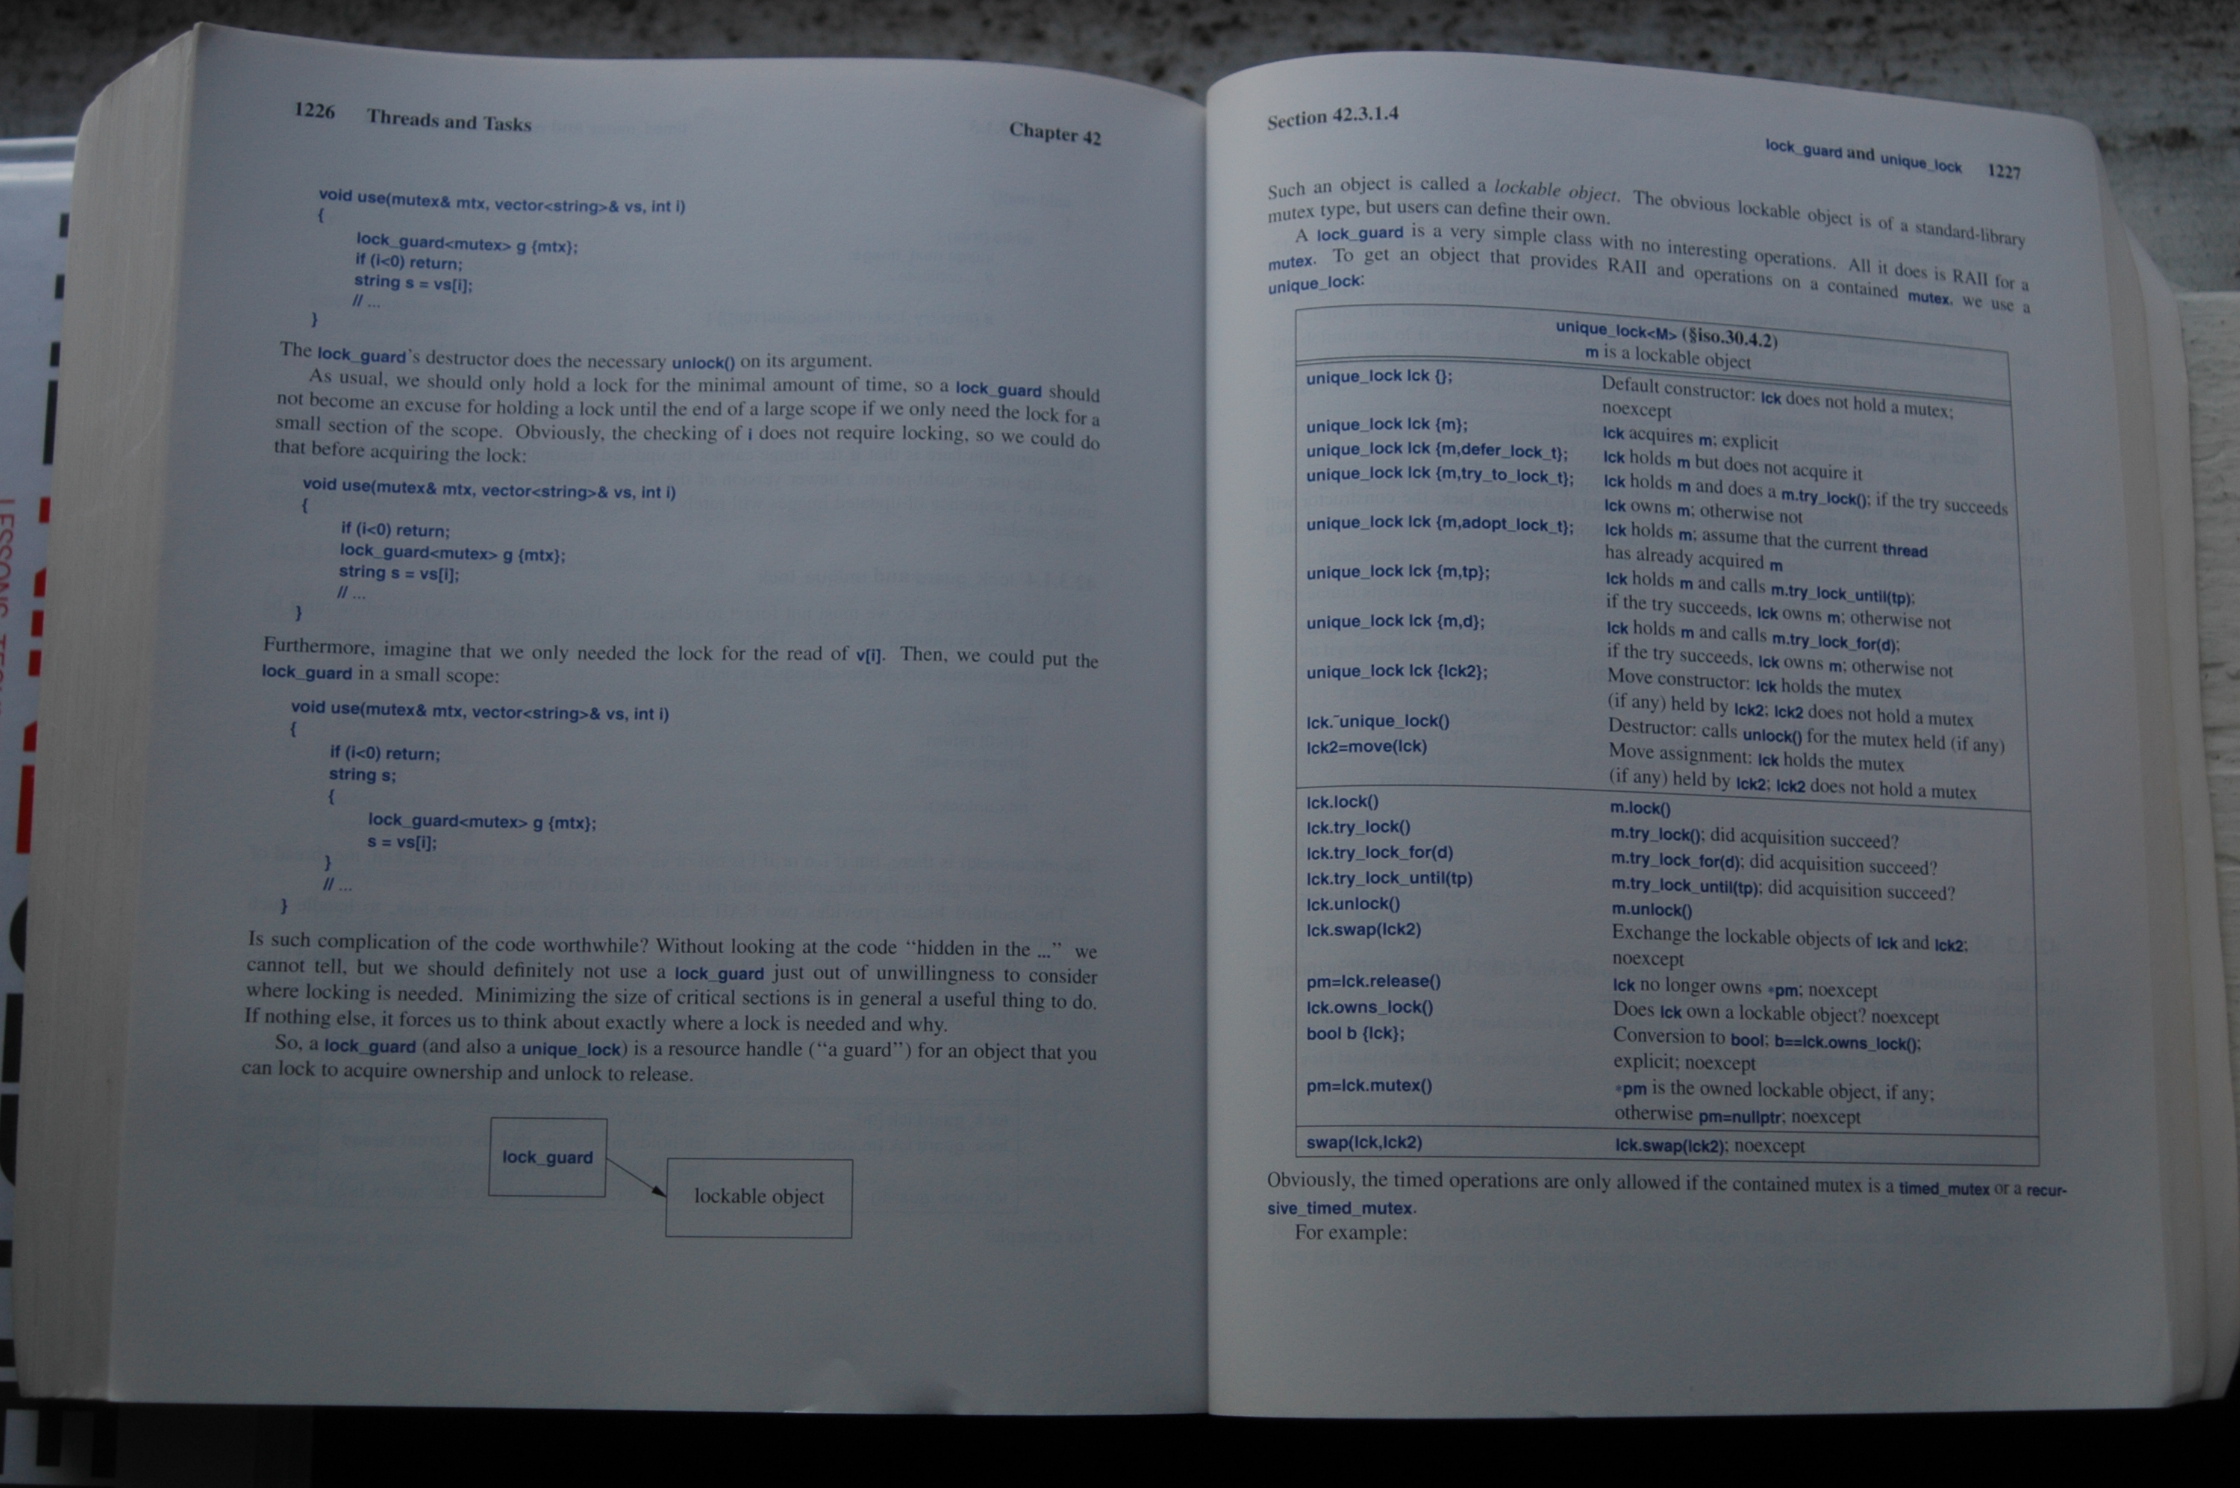 1226 Threads and Tasks Chapter 42
void use(mutex& mtx, vector<string>& vs, int i)
{
lock_guard<mutex> g {mtx};
if (i<0) return;
string s = vs[i];
// ...
}
The lock_guard's destructor does the necessary unlock() on its argument.
As usual, we should only hold a lock for the minimal amount of time, so a lock_guard should
not become an excuse for holding a lock until the end of a large scope if we only need the lock for a
small section of the scope. Obviously, the checking of i does not require locking, so we could do
that before acquiring the lock:
void use(mutex& mtx, vector<string>& vs, int i)
{
if (i<0) return;
lock_guard<mutex> g {mtx};
string s = vs[i];
// ...
}
Furthermore, imagine that we only needed the lock for the read of v[i]. Then, we could put the
lock_guard in a small scope:
void use(mutex& mtx, vector<string>& vs, int i)
{
if (i<0) return;
string s;
{
lock_guard<mutex> g {mtx};
s = vs[i];
}
// ...
}
Is such complication of the code worthwhile? Without looking at the code “hidden in the ...” we
cannot tell, but we should definitely not use a lock_guard just out of unwillingness to consider
where locking is needed. Minimizing the size of critical sections is in general a useful thing to do.
If nothing else, it forces us to think about exactly where a lock is needed and why.
So, a lock_guard (and also a unique_lock) is a resource handle (“a guard”) for an object that you
can lock to acquire ownership and unlock to release.
lock_guard
lockable object
Section 42.3.1.4 lock_guard and unique_lock 1227
Such an object is called a lockable object. The obvious lockable object is of a standard-library
mutex type, but users can define their own.
A lock_guard is a very simple class with no interesting operations. All it does is RAII for a
mutex. To get an object that provides RAII and operations on a contained mutex, we use a
unique_lock:
unique_lock<M> (§iso.30.4.2)
m is a lockable object
unique_lock lck {}; Default constructor: lck does not hold a mutex;
noexcept
unique_lock lck {m}; lck acquires m; explicit
unique_lock lck {m,defer_lock_t}; lck holds m but does not acquire it
unique_lock lck {m,try_to_lock_t}; lck holds m and does a m.try_lock(); if the try succeeds
lck owns m; otherwise not
unique_lock lck {m,adopt_lock_t}; lck holds m; assume that the current thread
has already acquired m
unique_lock lck {m,tp}; lck holds m and calls m.try_lock_until(tp);
if the try succeeds, lck owns m; otherwise not
unique_lock lck {m,d}; lck holds m and calls m.try_lock_for(d);
if the try succeeds, lck owns m; otherwise not
unique_lock lck {lck2}; Move constructor: lck holds the mutex
(if any) held by lck2; lck2 does not hold a mutex
lck.~unique_lock() Destructor: calls unlock() for the mutex held (if any)
lck2=move(lck) Move assignment: lck holds the mutex
(if any) held by lck2; lck2 does not hold a mutex
lck.lock() m.lock()
lck.try_lock() m.try_lock(); did acquisition succeed?
lck.try_lock_for(d) m.try_lock_for(d); did acquisition succeed?
lck.try_lock_until(tp) m.try_lock_until(tp); did acquisition succeed?
lck.unlock() m.unlock()
lck.swap(lck2) Exchange the lockable objects of lck and lck2;
noexcept
pm=lck.release() lck no longer owns *pm; noexcept
lck.owns_lock() Does lck own a lockable object? noexcept
bool b {lck}; Conversion to bool; b==lck.owns_lock();
explicit; noexcept
pm=lck.mutex() *pm is the owned lockable object, if any;
otherwise pm=nullptr; noexcept
swap(lck,lck2) lck.swap(lck2); noexcept
Obviously, the timed operations are only allowed if the contained mutex is a timed_mutex or a recur-
sive_timed_mutex.
For example: